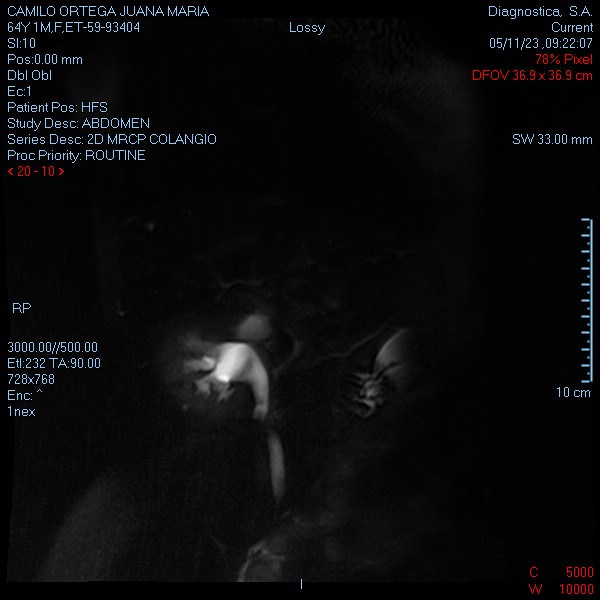 CAMILO ORTEGA JUANA MARIA
64Y 1M,F,ET-59-93404
SI:10
Pos:0.00 mm
Dbl Obl
Ec:1
Patient Pos: HFS
Study Desc: ABDOMEN
Series Desc: 2D MRCP COLANGIO
Proc Priority: ROUTINE
< 20 - 10 >
Lossy
Diagnostica, S.A.
Current
05/11/23 ,09:22:07
78% Pixel
DFOV 36.9 x 36.9 cm
SW 33.00 mm
RP
3000.00//500.00
Etl:232 TA:90.00
728x768
Enc: ^
1nex
10 cm
C 5000
W 10000